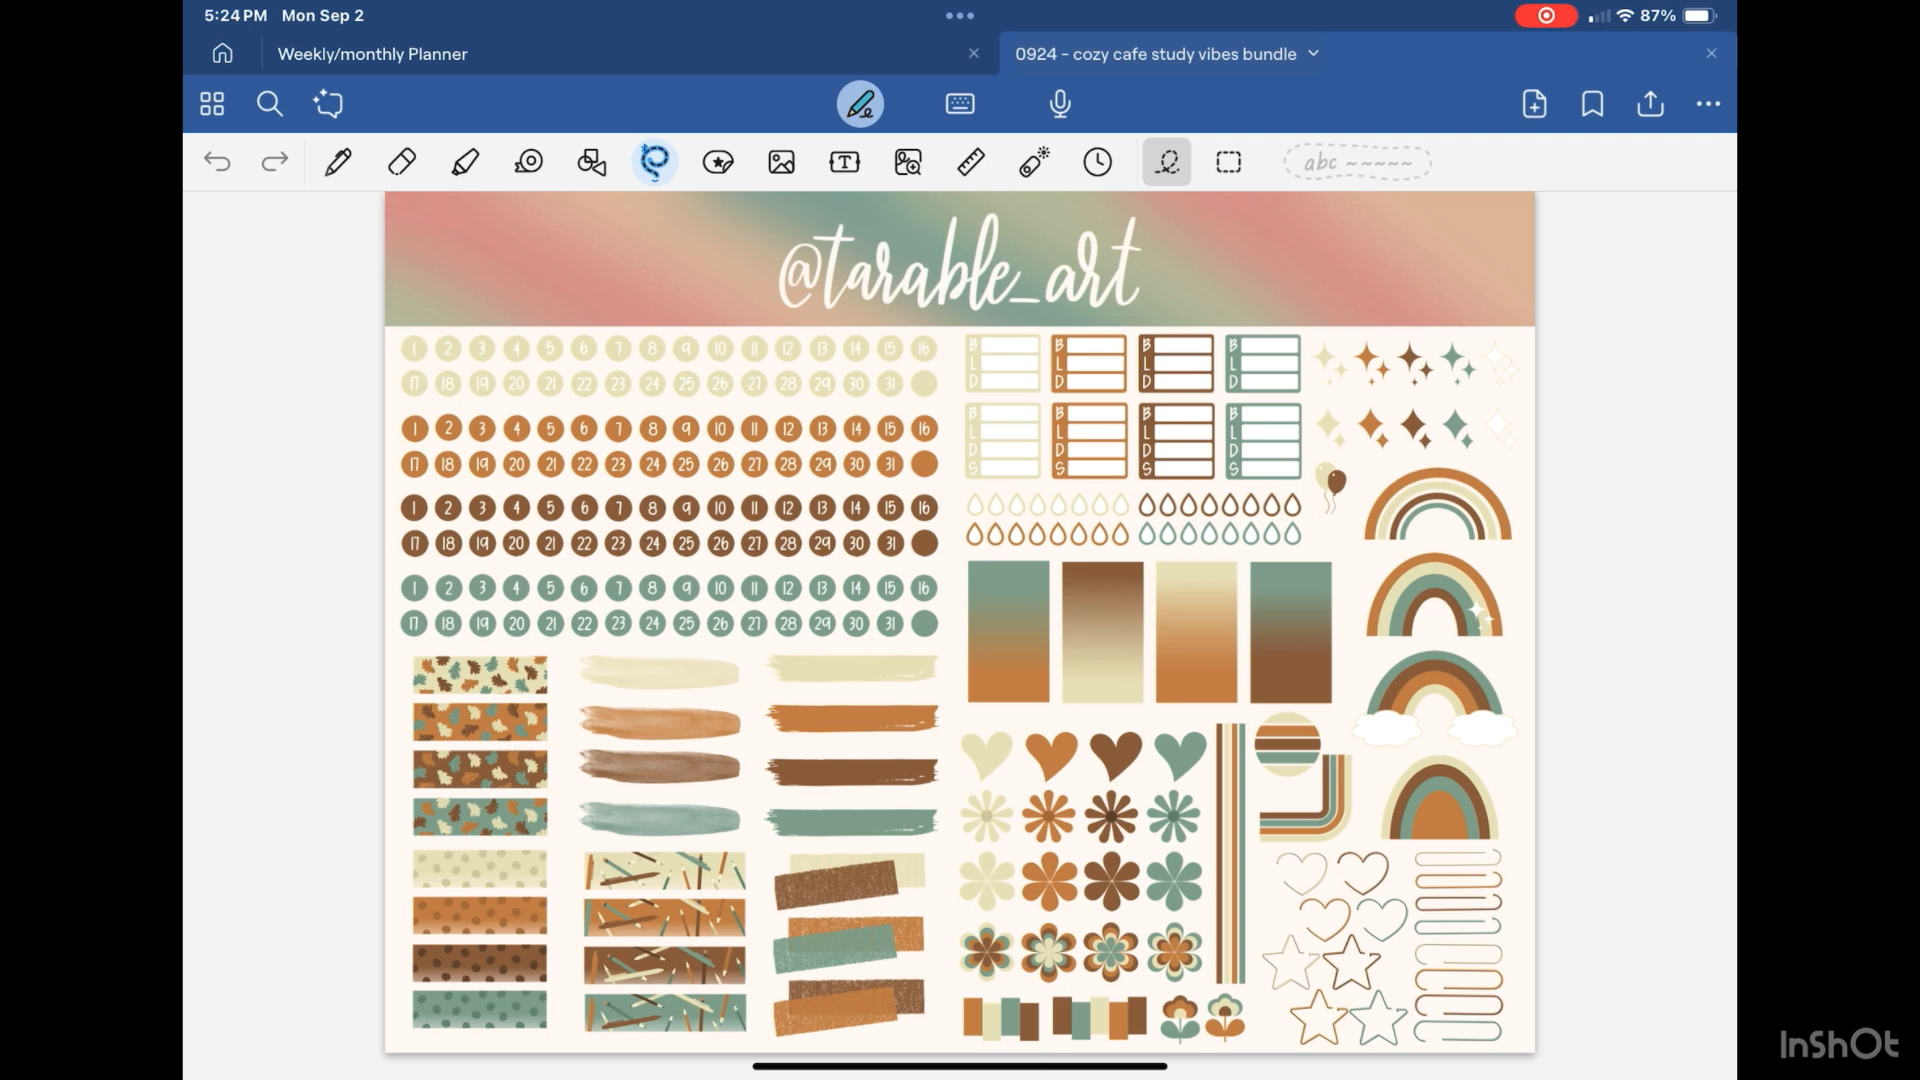 5:24 PM Mon Sep 2
87%
Weekly/monthly Planner
0924 - cozy cafe study vibes bundle
abc
@tarable_art
1 2 3 4 5 6 7 8 9 10 11 12 13 14 15 16
17 18 19 20 21 22 23 24 25 26 27 28 29 30 31
1 2 3 4 5 6 7 8 9 10 11 12 13 14 15 16
17 18 19 20 21 22 23 24 25 26 27 28 29 30 31
1 2 3 4 5 6 7 8 9 10 11 12 13 14 15 16
17 18 19 20 21 22 23 24 25 26 27 28 29 30 31
1 2 3 4 5 6 7 8 9 10 11 12 13 14 15 16
17 18 19 20 21 22 23 24 25 26 27 28 29 30 31
B B B B
L L L L
D D D D
B B B B
L L L L
D D D D
S S S S
InShOt